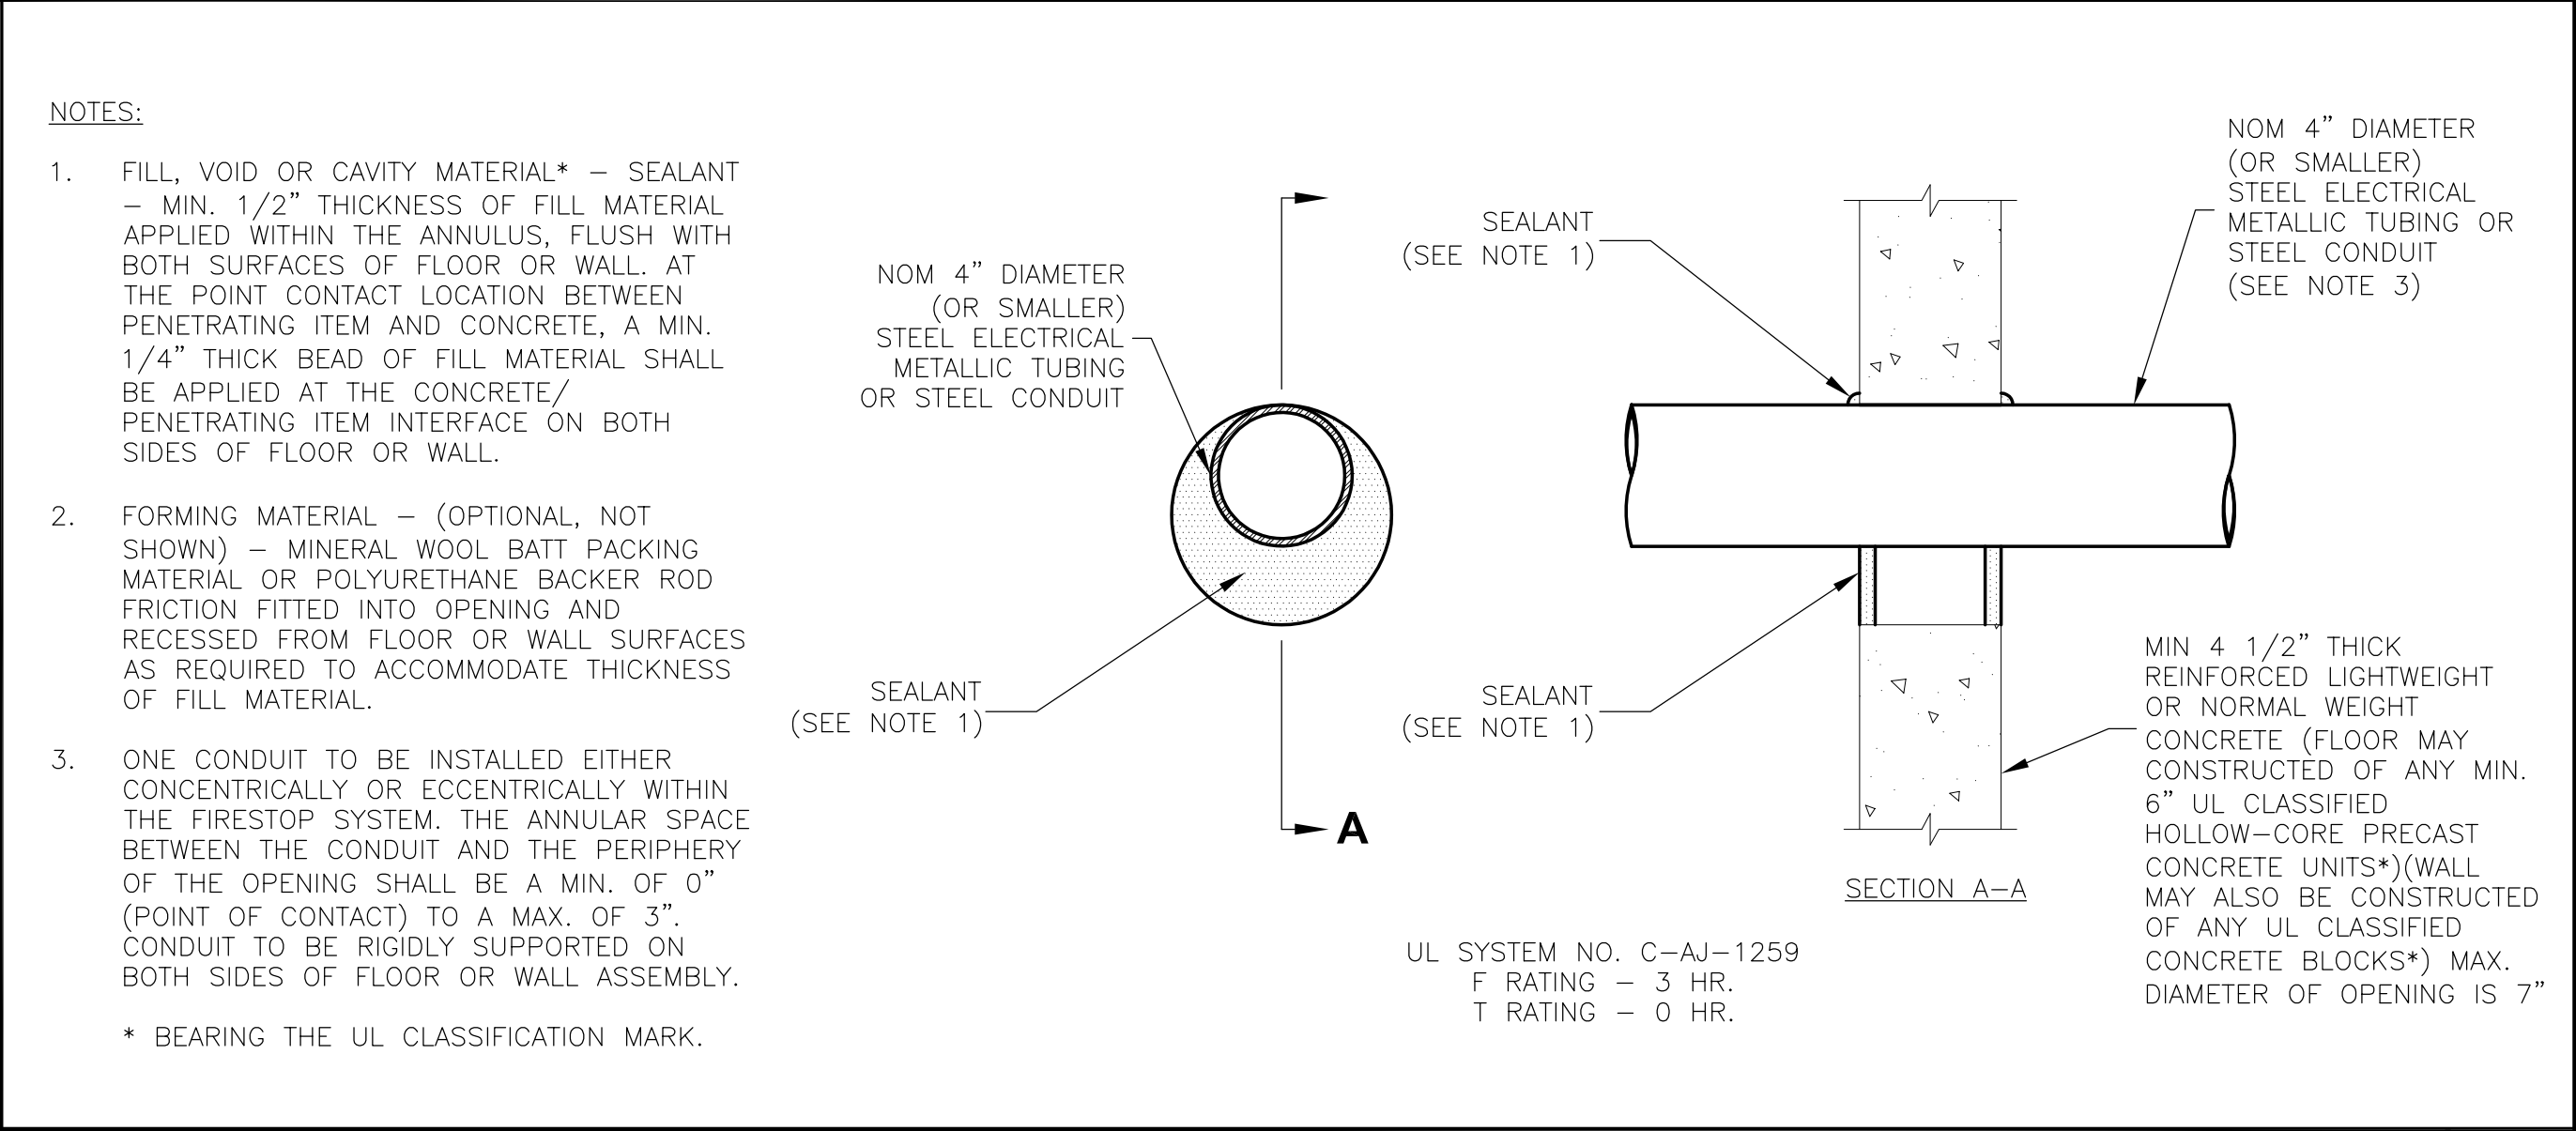 NOTES:
1. FILL, VOID OR CAVITY MATERIAL* – SEALANT
– MIN. 1/2” THICKNESS OF FILL MATERIAL
APPLIED WITHIN THE ANNULUS, FLUSH WITH
BOTH SURFACES OF FLOOR OR WALL. AT
THE POINT CONTACT LOCATION BETWEEN
PENETRATING ITEM AND CONCRETE, A MIN.
1/4” THICK BEAD OF FILL MATERIAL SHALL
BE APPLIED AT THE CONCRETE/
PENETRATING ITEM INTERFACE ON BOTH
SIDES OF FLOOR OR WALL.
2. FORMING MATERIAL – (OPTIONAL, NOT
SHOWN) – MINERAL WOOL BATT PACKING
MATERIAL OR POLYURETHANE BACKER ROD
FRICTION FITTED INTO OPENING AND
RECESSED FROM FLOOR OR WALL SURFACES
AS REQUIRED TO ACCOMMODATE THICKNESS
OF FILL MATERIAL.
3. ONE CONDUIT TO BE INSTALLED EITHER
CONCENTRICALLY OR ECCENTRICALLY WITHIN
THE FIRESTOP SYSTEM. THE ANNULAR SPACE
BETWEEN THE CONDUIT AND THE PERIPHERY
OF THE OPENING SHALL BE A MIN. OF 0”
(POINT OF CONTACT) TO A MAX. OF 3”.
CONDUIT TO BE RIGIDLY SUPPORTED ON
BOTH SIDES OF FLOOR OR WALL ASSEMBLY.
* BEARING THE UL CLASSIFICATION MARK.
NOM 4” DIAMETER
(OR SMALLER)
STEEL ELECTRICAL
METALLIC TUBING
OR STEEL CONDUIT
SEALANT
(SEE NOTE 1)
A
SEALANT
(SEE NOTE 1)
SEALANT
(SEE NOTE 1)
NOM 4” DIAMETER
(OR SMALLER)
STEEL ELECTRICAL
METALLIC TUBING OR
STEEL CONDUIT
(SEE NOTE 3)
MIN 4 1/2” THICK
REINFORCED LIGHTWEIGHT
OR NORMAL WEIGHT
CONCRETE (FLOOR MAY
CONSTRUCTED OF ANY MIN.
6” UL CLASSIFIED
HOLLOW–CORE PRECAST
CONCRETE UNITS*)(WALL
MAY ALSO BE CONSTRUCTED
OF ANY UL CLASSIFIED
CONCRETE BLOCKS*) MAX.
DIAMETER OF OPENING IS 7”
SECTION A–A
UL SYSTEM NO. C–AJ–1259
F RATING – 3 HR.
T RATING – 0 HR.